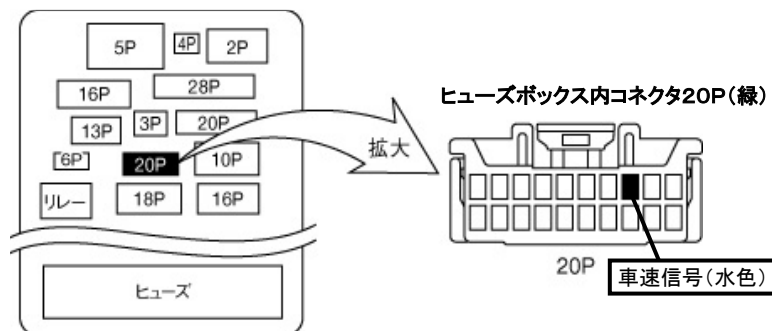 5P
4P
2P
16P
28P
13P
3P
20P
6P
20P
10P
リレー
18P
16P
ヒューズ
拡大
ヒューズボックス内コネクタ20P(緑)
20P
車速信号(水色)